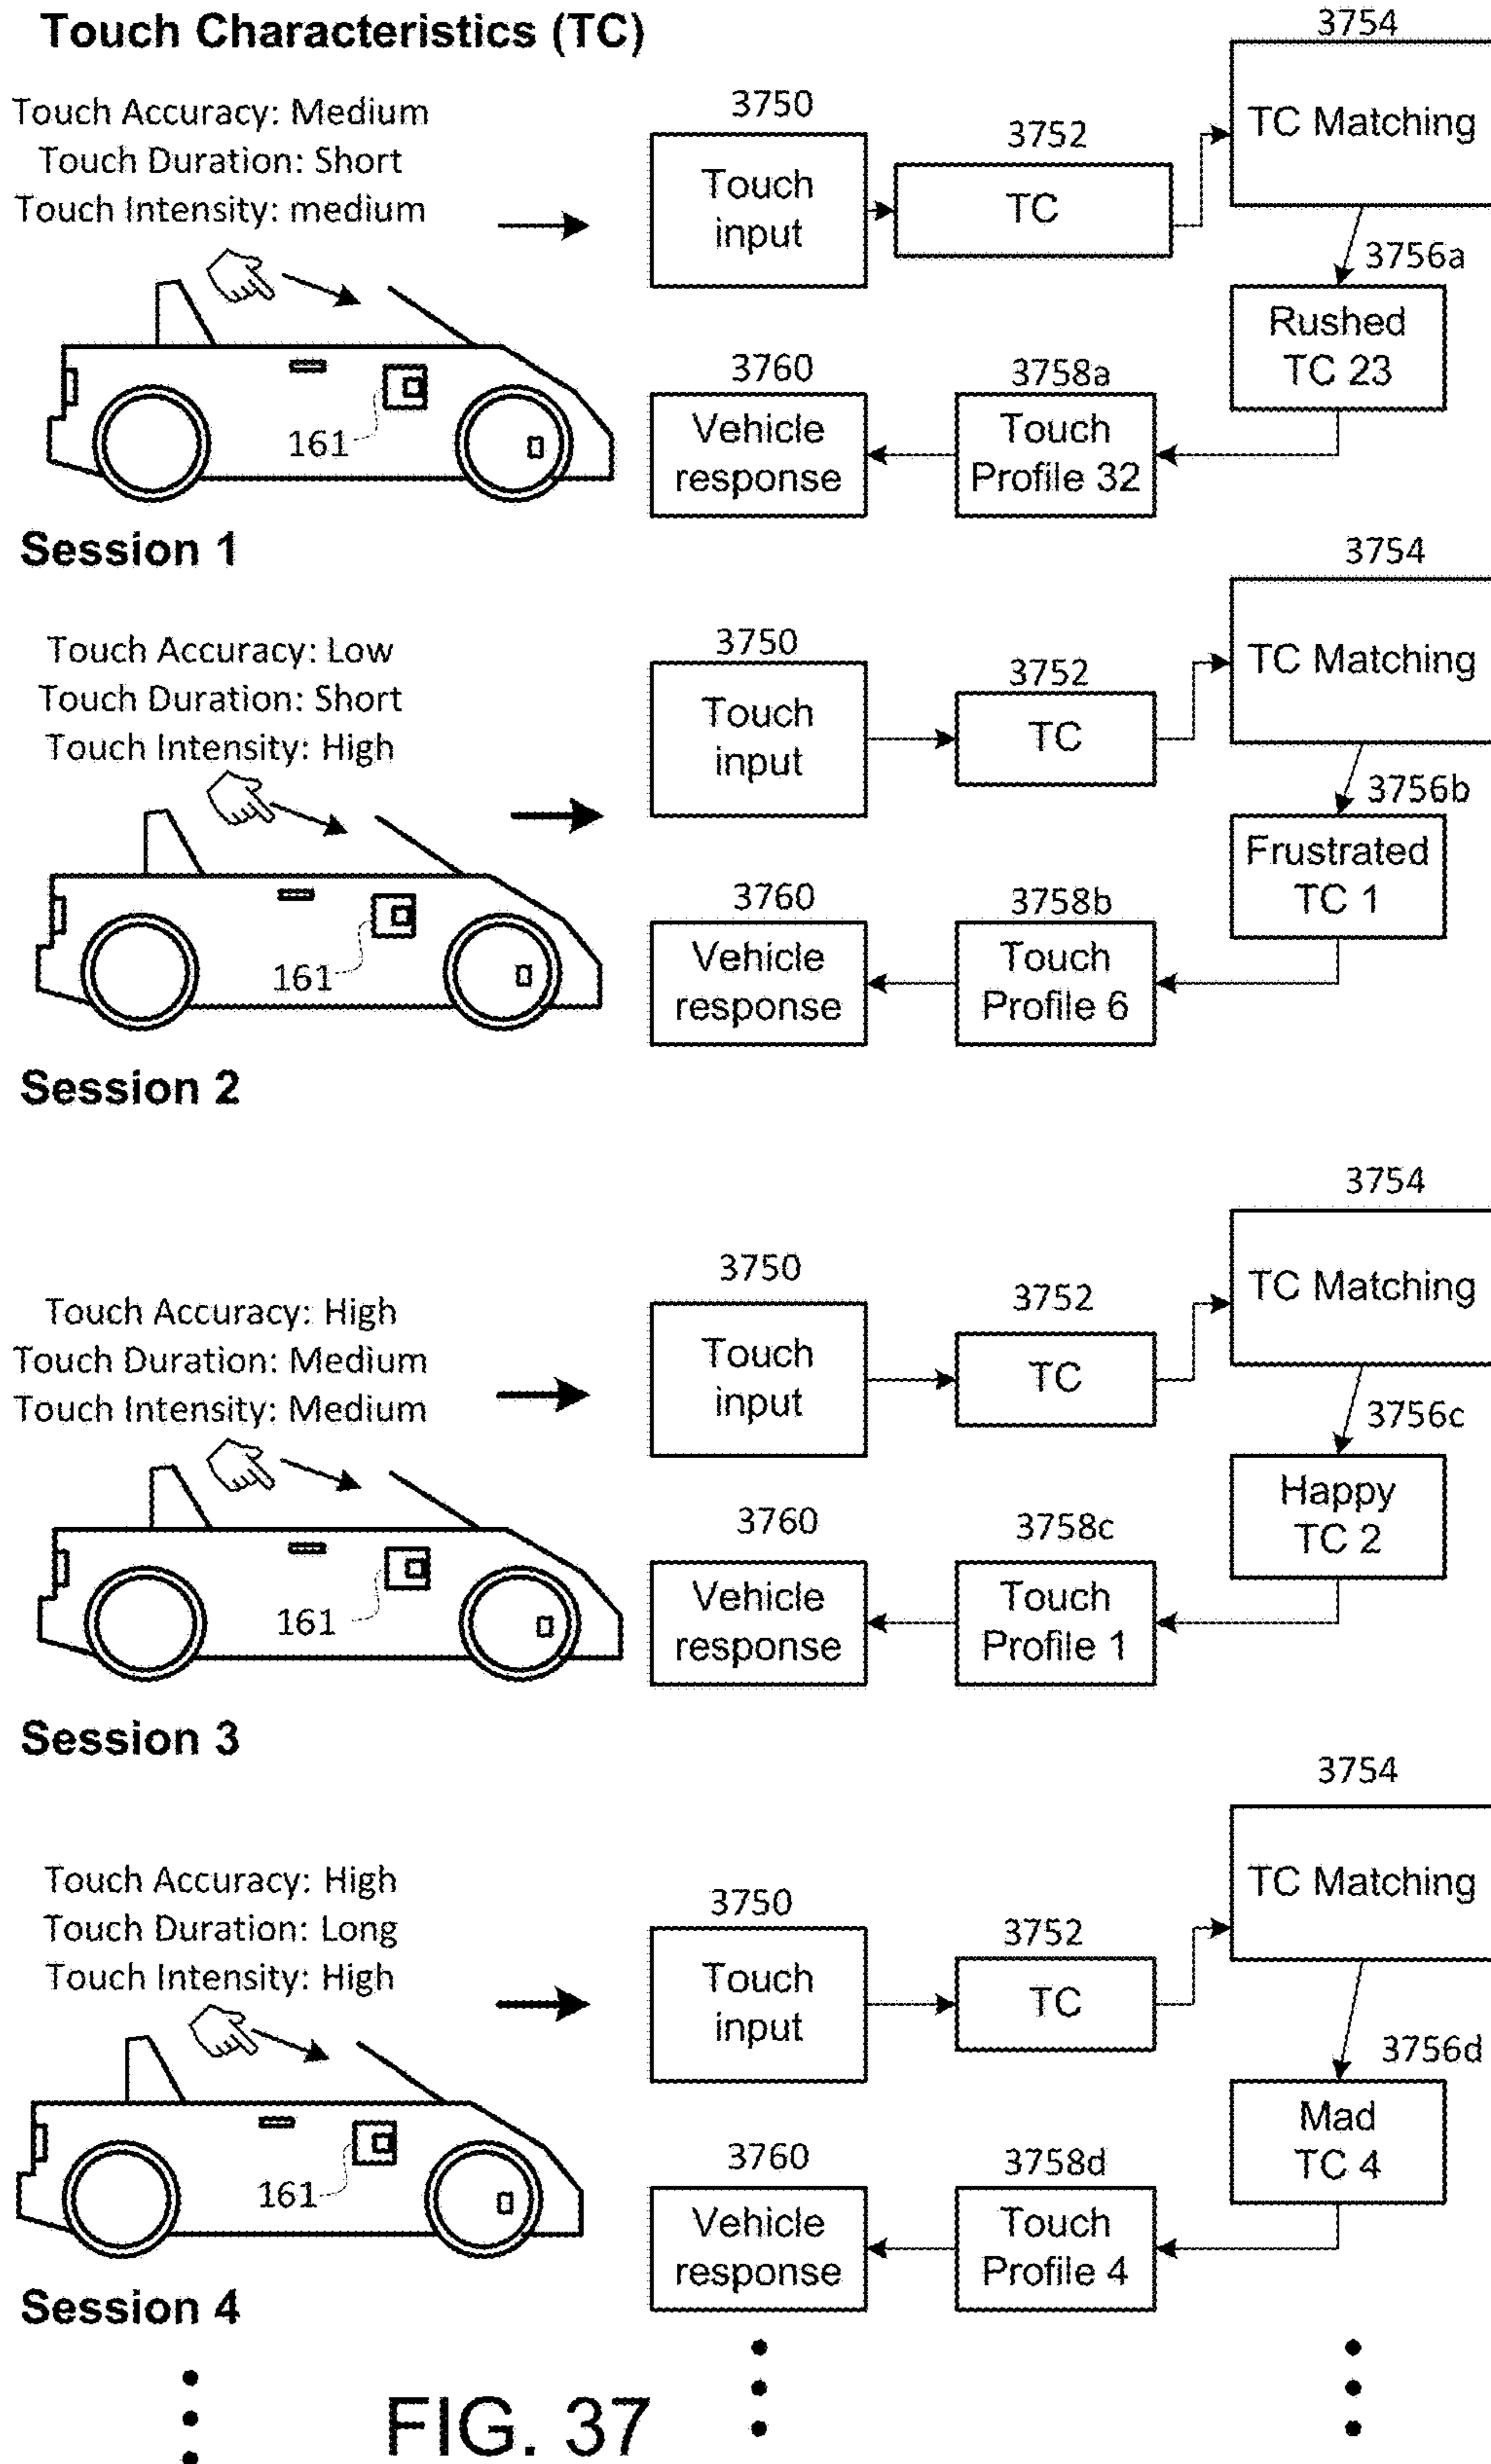 Touch Characteristics (TC)
Touch Accuracy: Medium
Touch Duration: Short
Touch Intensity: medium
161
Session 1
3750
Touch
input
3752
TC
3754
TC Matching
3756a
Rushed
TC 23
3758a
Touch
Profile 32
3760
Vehicle
response
Touch Accuracy: Low
Touch Duration: Short
Touch Intensity: High
161
Session 2
3750
Touch
input
3752
TC
3754
TC Matching
3756b
Frustrated
TC 1
3758b
Touch
Profile 6
3760
Vehicle
response
Touch Accuracy: High
Touch Duration: Medium
Touch Intensity: Medium
161
Session 3
3750
Touch
input
3752
TC
3754
TC Matching
3756c
Happy
TC 2
3758c
Touch
Profile 1
3760
Vehicle
response
Touch Accuracy: High
Touch Duration: Long
Touch Intensity: High
161
Session 4
3750
Touch
input
3752
TC
3754
TC Matching
3756d
Mad
TC 4
3758d
Touch
Profile 4
3760
Vehicle
response
FIG. 37